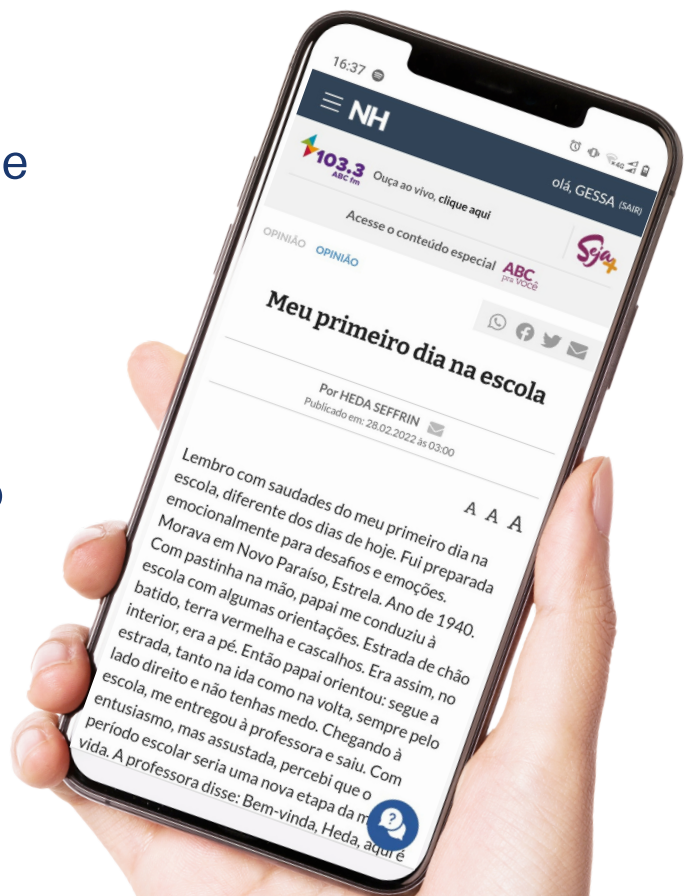 e
o
16:37
NH
olá, GESSA (SAIR)
103.3
ABC fm
Ouça ao vivo, clique aqui
Acesse o conteúdo especial ABC
pra VOCÊ
Seja+
OPINIÃO OPINIÃO
Meu primeiro dia na escola
Por HEDA SEFFRIN
Publicado em: 28.02.2022 às 03:00
A A A
Lembro com saudades do meu primeiro dia na
escola, diferente dos dias de hoje. Fui preparada
emocionalmente para desafios e emoções.
Morava em Novo Paraíso, Estrela. Ano de 1940.
Com pastinha na mão, papai me conduziu à
escola com algumas orientações. Estrada de chão
batido, terra vermelha e cascalhos. Era assim, no
interior, era a pé. Então papai orientou: segue a
estrada, tanto na ida como na volta, sempre pelo
lado direito e não tenhas medo. Chegando à
escola, me entregou à professora e saiu. Com
entusiasmo, mas assustada, percebi que o
período escolar seria uma nova etapa da m
vida. A professora disse: Bem-vinda, Heda, aqui é